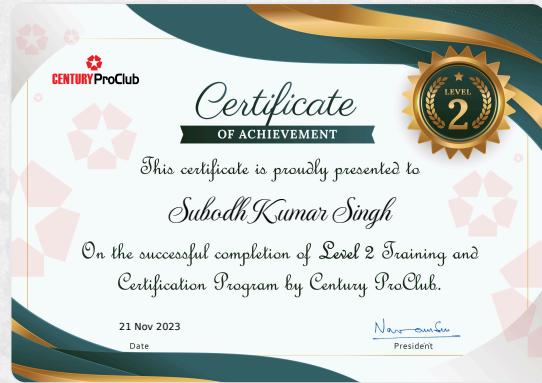 CENTURY ProClub
Certificate
OF ACHIEVEMENT
LEVEL
2
This certificate is proudly presented to
Subodh Kumar Singh
On the successful completion of Level 2 Training and
Certification Program by Century ProClub.
21 Nov 2023
Date
President